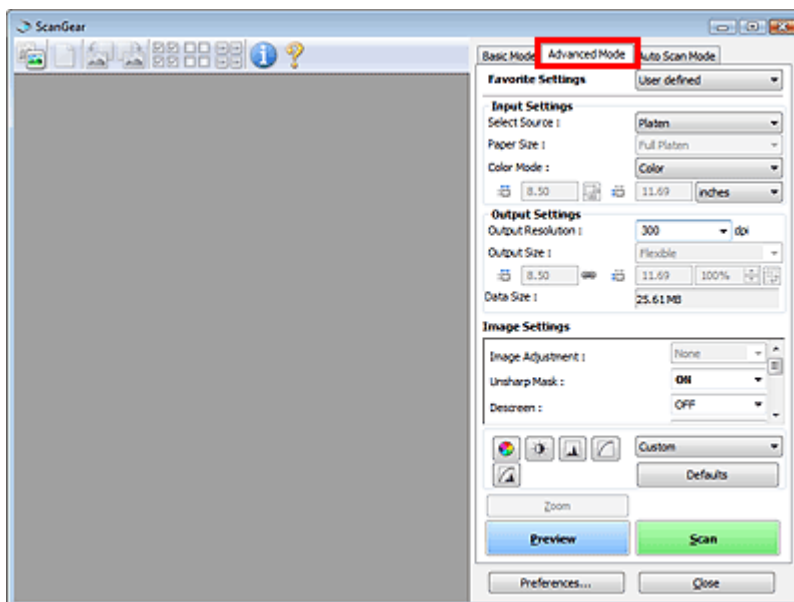 ScanGear
Basic Mode Advanced Mode Auto Scan Mode
Favorite Settings User defined
Input Settings
Select Source : Platen
Paper Size : Full Platen
Color Mode : Color
8.50 11.69 inches
Output Settings
Output Resolution : 300 dpi
Output Size : Flexible
8.50 11.69 100%
Data Size : 25.61 MB
Image Settings
Image Adjustment : None
Unsharp Mask : ON
Descreen : OFF
Custom
Defaults
Zoom
Preview Scan
Preferences... Close